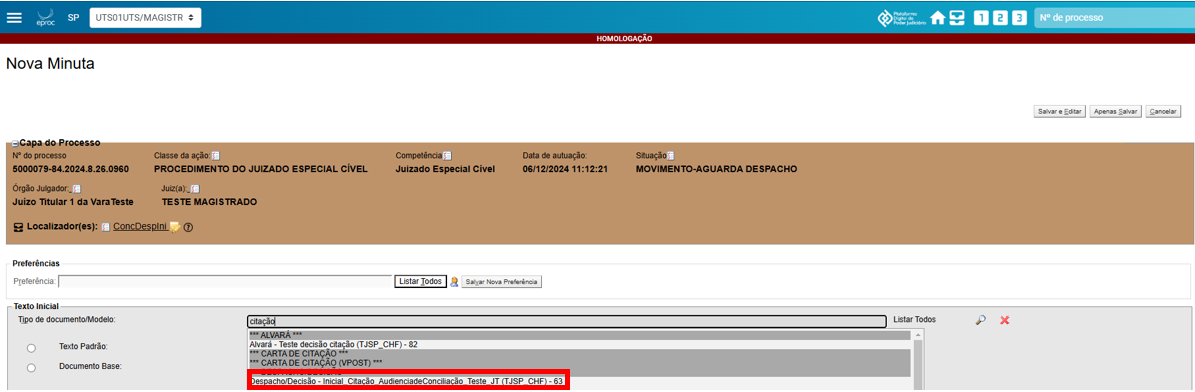 eproc SP UTS01UTS/MAGISTR Plataforma Digital do Poder Judiciário 1 2 3 Nº de processo
HOMOLOGAÇÃO
Nova Minuta
Salvar e Editar Apenas Salvar Cancelar
Capa do Processo
Nº do processo Classe da ação: Competência Data de autuação: Situação
5000079-84.2024.8.26.0960 PROCEDIMENTO DO JUIZADO ESPECIAL CÍVEL Juizado Especial Cível 06/12/2024 11:12:21 MOVIMENTO-AGUARDA DESPACHO
Órgão Julgador: Juiz(a):
Juízo Titular 1 da VaraTeste TESTE MAGISTRADO
Localizador(es): ConcDespIni
Preferências
Preferência: Listar Todos Salvar Nova Preferência
Texto Inicial
Tipo de documento/Modelo: citação Listar Todos
*** ALVARÁ ***
Texto Padrão: Alvará - Teste decisão citação (TJSP_CHF) - 82
*** CARTA DE CITAÇÃO ***
*** CARTA DE CITAÇÃO (VPOST) ***
Documento Base:
Despacho/Decisão - Inicial_Citação_AudienciadeConciliação_Teste_JT (TJSP_CHF) - 63